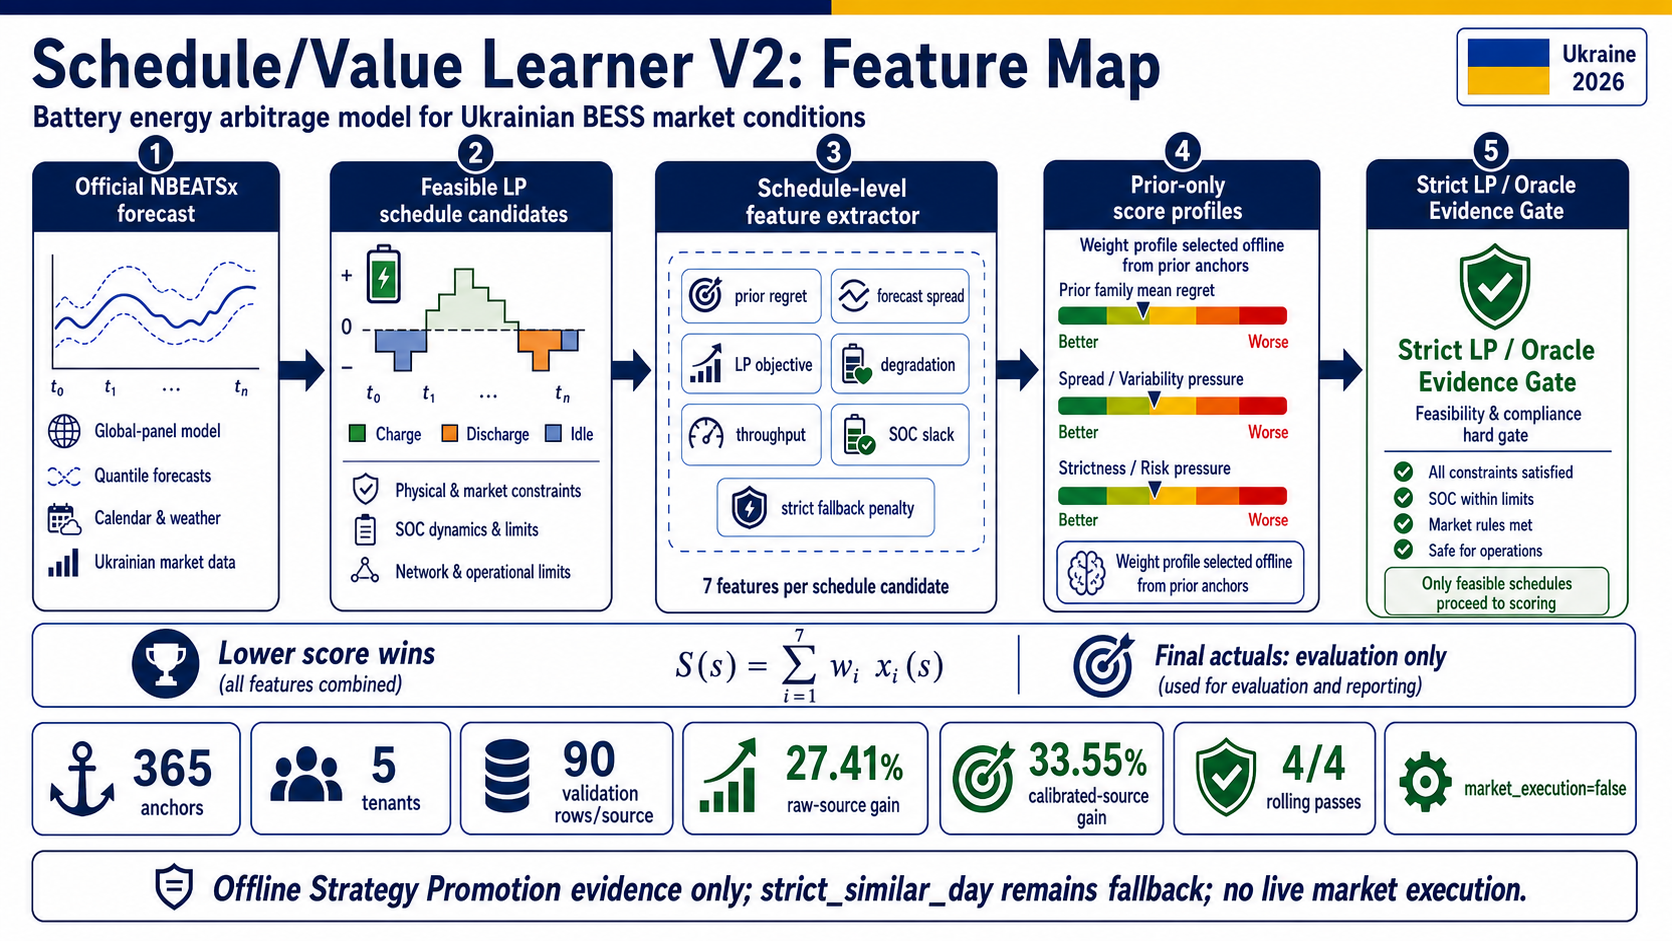 Schedule/Value Learner V2: Feature Map
Battery energy arbitrage model for Ukrainian BESS market conditions
Ukraine
2026
1
Official NBEATSx
forecast
t0 t1 ... tn
Global-panel model
Quantile forecasts
Calendar & weather
Ukrainian market data
2
Feasible LP
schedule candidates
+
0
−
t0 t1 ... tn
Charge Discharge Idle
Physical & market constraints
SOC dynamics & limits
Network & operational limits
3
Schedule-level
feature extractor
prior regret
forecast spread
LP objective
degradation
throughput
SOC slack
strict fallback penalty
7 features per schedule candidate
4
Prior-only
score profiles
Weight profile selected offline
from prior anchors
Prior family mean regret
Better Worse
Spread / Variability pressure
Better Worse
Strictness / Risk pressure
Better Worse
Weight profile selected offline
from prior anchors
5
Strict LP / Oracle
Evidence Gate
Strict LP / Oracle
Evidence Gate
Feasibility & compliance
hard gate
All constraints satisfied
SOC within limits
Market rules met
Safe for operations
Only feasible schedules
proceed to scoring
Lower score wins
(all features combined)
S(s) = ∑_{i=1}^{7} w_i x_i(s)
Final actuals: evaluation only
(used for evaluation and reporting)
365
anchors
5
tenants
90
validation
rows/source
27.41%
raw-source gain
33.55%
calibrated-source
gain
4/4
rolling passes
market_execution=false
Offline Strategy Promotion evidence only; strict_similar_day remains fallback; no live market execution.